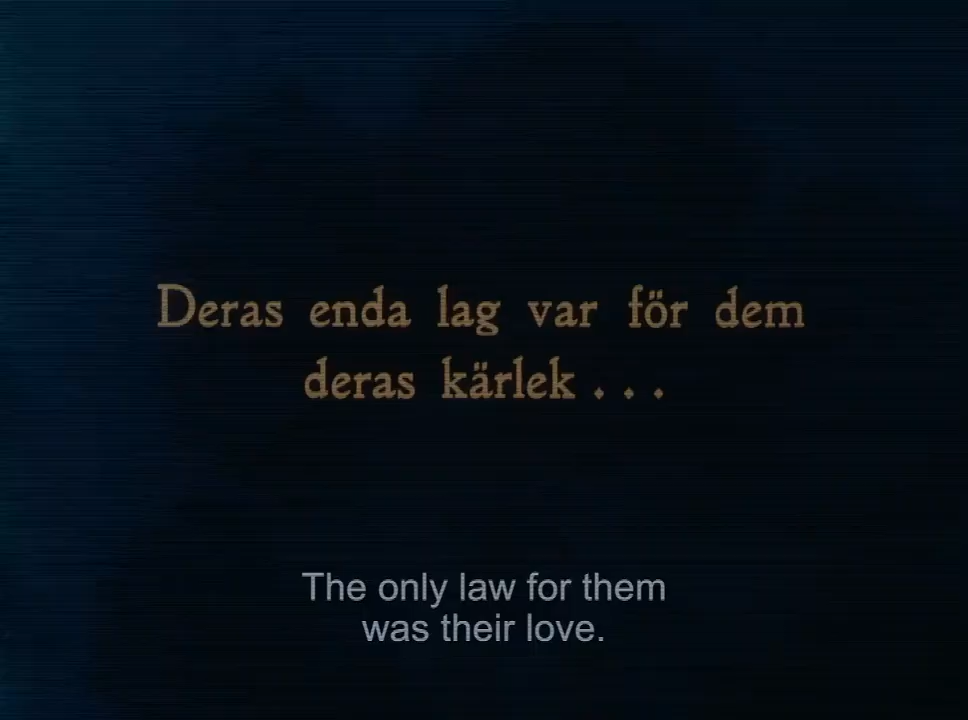 Deras enda lag var för dem
deras kärlek . . .
The only law for them
was their love.